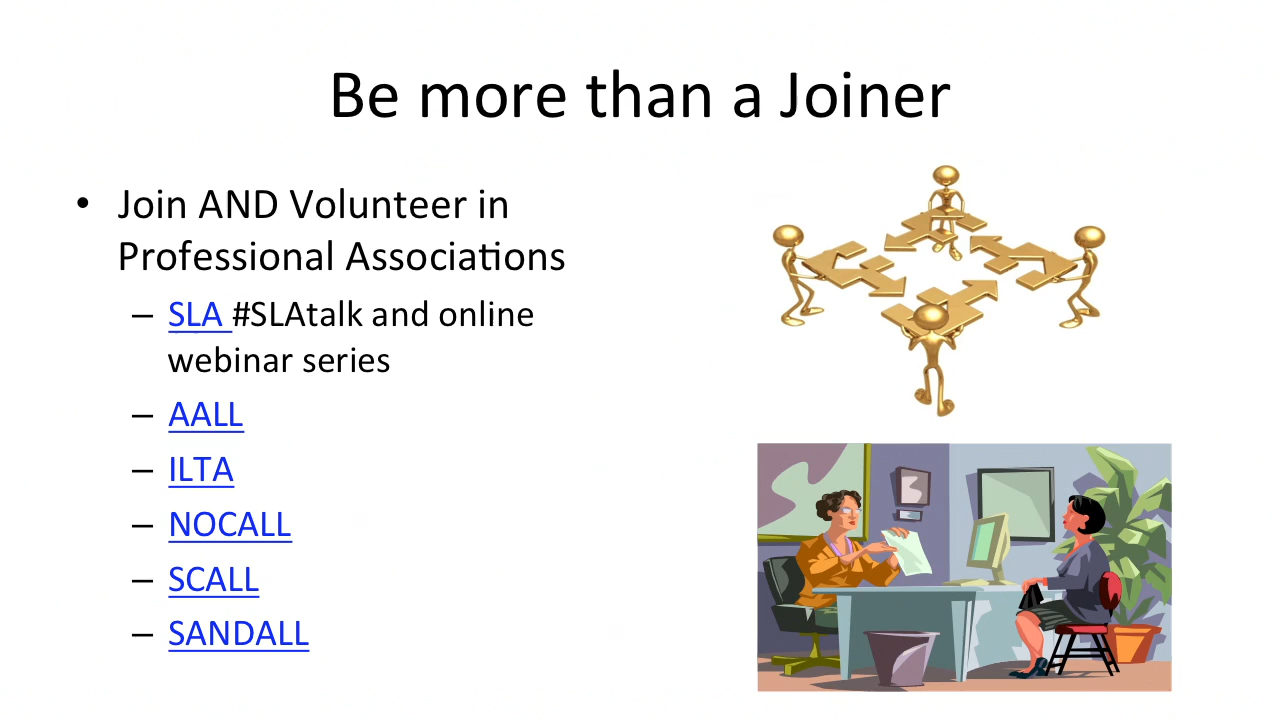 Be more than a Joiner
• Join AND Volunteer in
Professional Associations
– SLA #SLAtalk and online
webinar series
– AALL
– ILTA
– NOCALL
– SCALL
– SANDALL